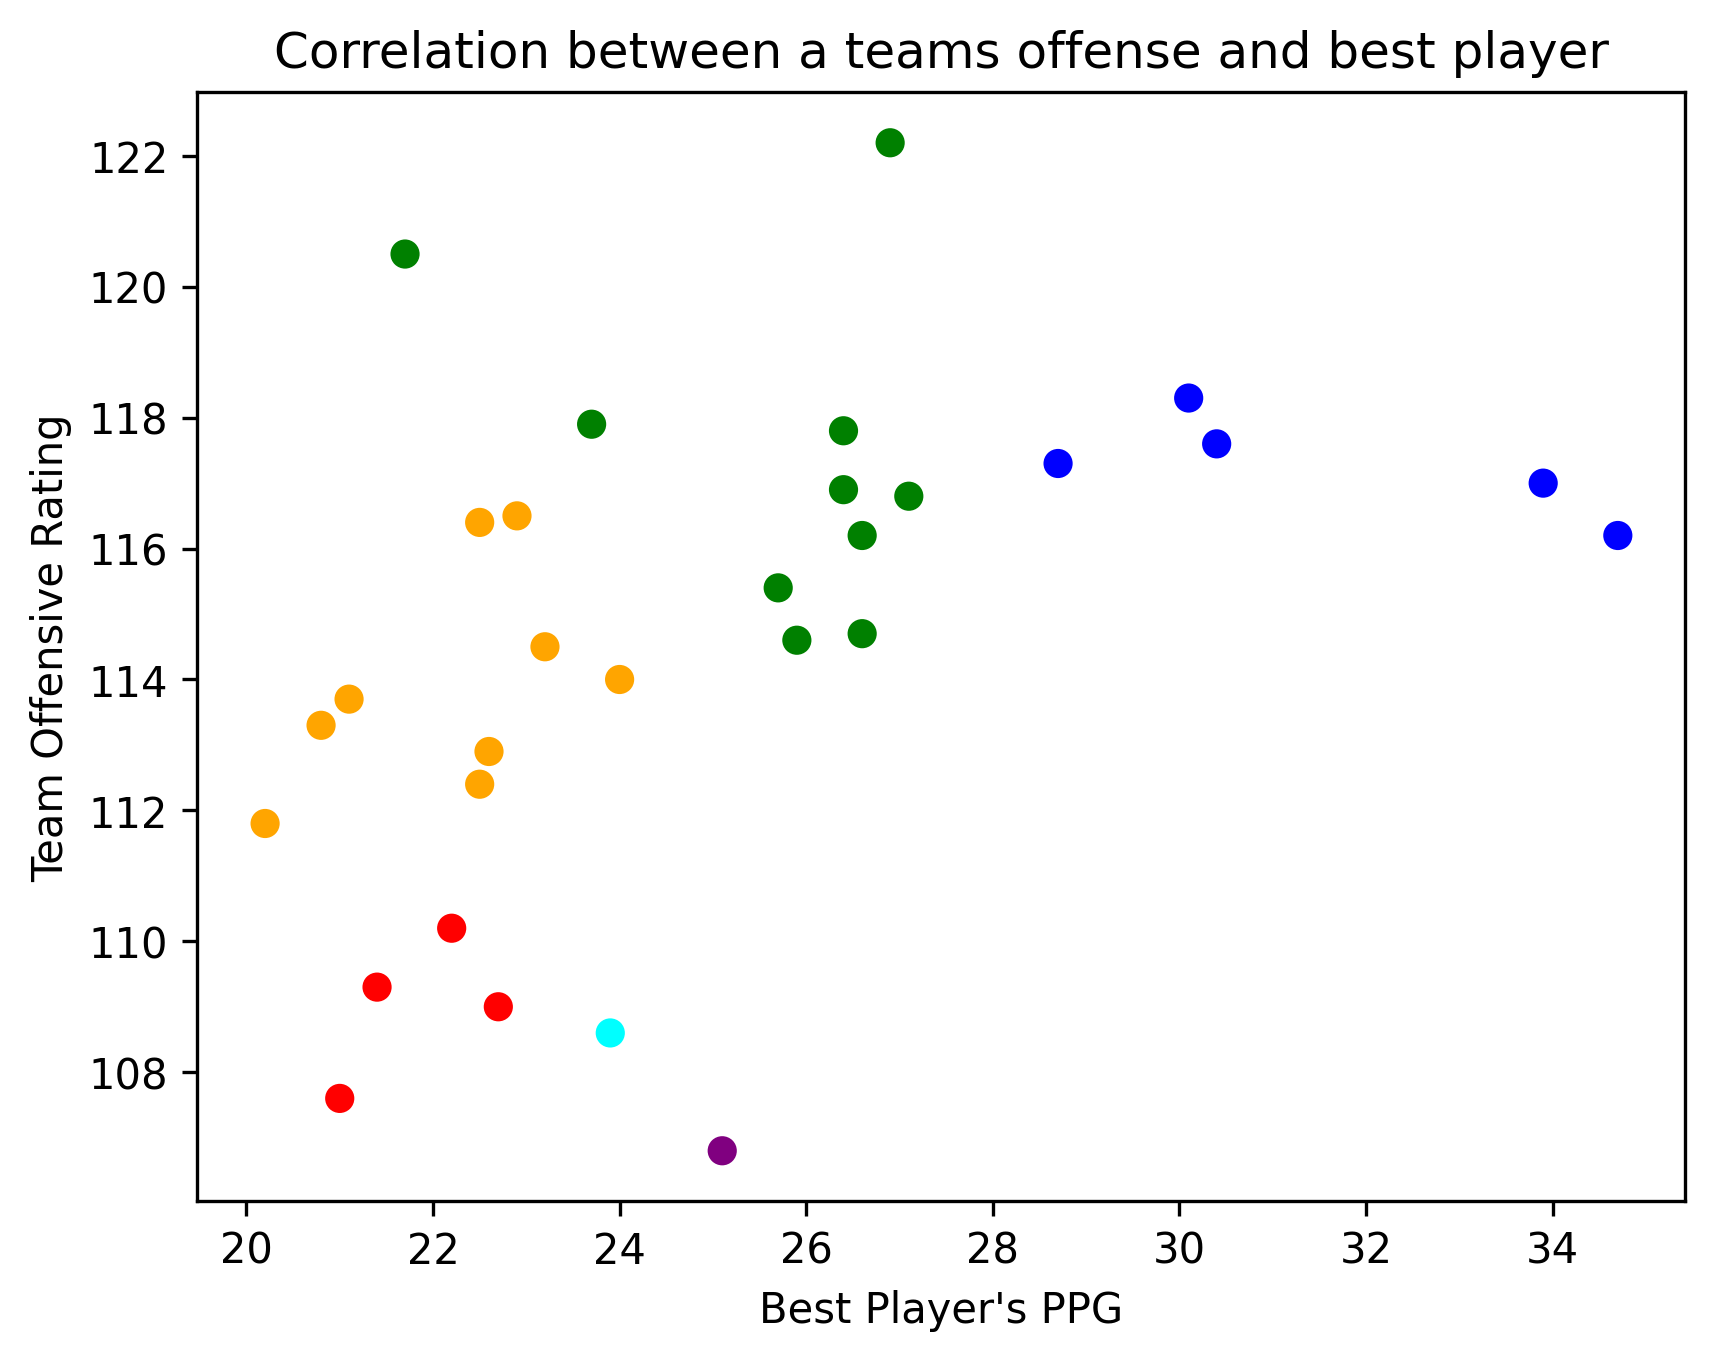 Correlation between a teams offense and best player
Team Offensive Rating
122
120
118
116
114
112
110
108
20 22 24 26 28 30 32 34
Best Player's PPG